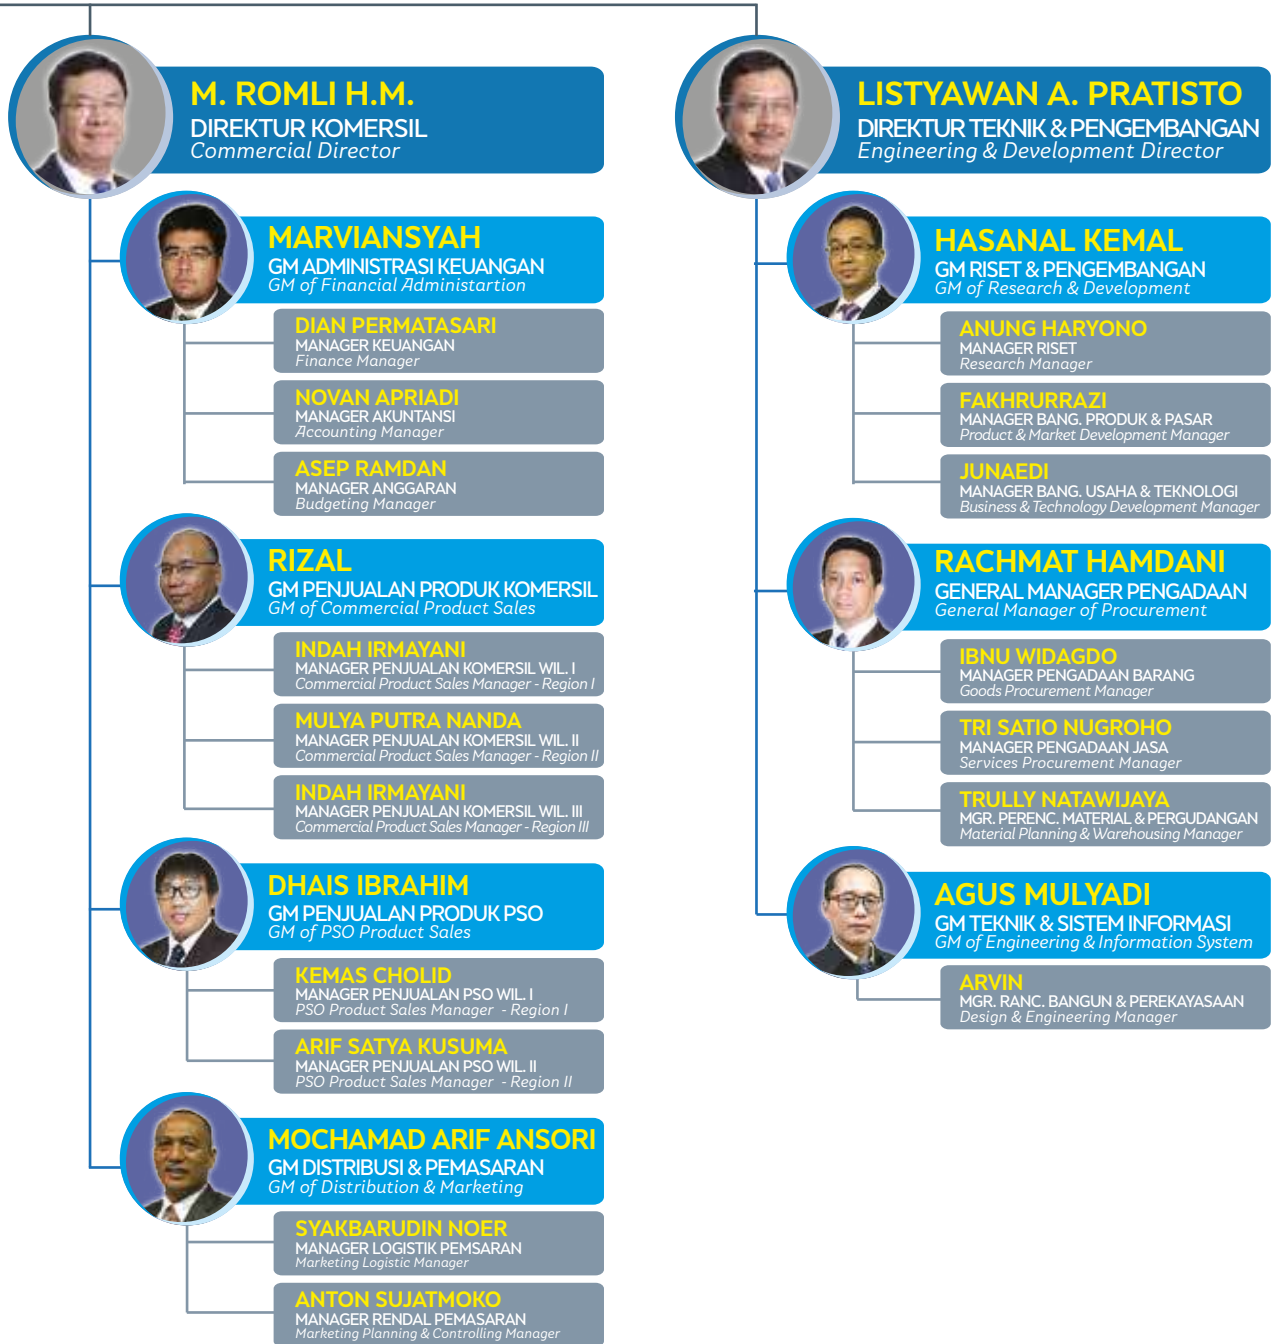 M. ROMLI H.M.
DIREKTUR KOMERSIL
Commercial Director
MARVIANSYAH
GM ADMINISTRASI KEUANGAN
GM of Financial Administartion
DIAN PERMATASARI
MANAGER KEUANGAN
Finance Manager
NOVAN APRIADI
MANAGER AKUNTANSI
Accounting Manager
ASEP RAMDAN
MANAGER ANGGARAN
Budgeting Manager
RIZAL
GM PENJUALAN PRODUK KOMERSIL
GM of Commercial Product Sales
INDAH IRMAYANI
MANAGER PENJUALAN KOMERSIL WIL. I
Commercial Product Sales Manager - Region I
MULYA PUTRA NANDA
MANAGER PENJUALAN KOMERSIL WIL. II
Commercial Product Sales Manager - Region II
INDAH IRMAYANI
MANAGER PENJUALAN KOMERSIL WIL. III
Commercial Product Sales Manager - Region III
DHAIS IBRAHIM
GM PENJUALAN PRODUK PSO
GM of PSO Product Sales
KEMAS CHOLID
MANAGER PENJUALAN PSO WIL. I
PSO Product Sales Manager - Region I
ARIF SATYA KUSUMA
MANAGER PENJUALAN PSO WIL. II
PSO Product Sales Manager - Region II
MOCHAMAD ARIF ANSORI
GM DISTRIBUSI & PEMASARAN
GM of Distribution & Marketing
SYAKBARUDIN NOER
MANAGER LOGISTIK PEMSARAN
Marketing Logistic Manager
ANTON SUJATMOKO
MANAGER RENDAL PEMASARAN
Marketing Planning & Controlling Manager
LISTYAWAN A. PRATISTO
DIREKTUR TEKNIK & PENGEMBANGAN
Engineering & Development Director
HASANAL KEMAL
GM RISET & PENGEMBANGAN
GM of Research & Development
ANUNG HARYONO
MANAGER RISET
Research Manager
FAKHRURRAZI
MANAGER BANG. PRODUK & PASAR
Product & Market Development Manager
JUNAEDI
MANAGER BANG. USAHA & TEKNOLOGI
Business & Technology Development Manager
RACHMAT HAMDANI
GENERAL MANAGER PENGADAAN
General Manager of Procurement
IBNU WIDAGDO
MANAGER PENGADAAN BARANG
Goods Procurement Manager
TRI SATIO NUGROHO
MANAGER PENGADAAN JASA
Services Procurement Manager
TRULLY NATAWIJAYA
MGR. PERENC. MATERIAL & PERGUDANGAN
Material Planning & Warehousing Manager
AGUS MULYADI
GM TEKNIK & SISTEM INFORMASI
GM of Engineering & Information System
ARVIN
MGR. RANC. BANGUN & PEREKAYASAAN
Design & Engineering Manager